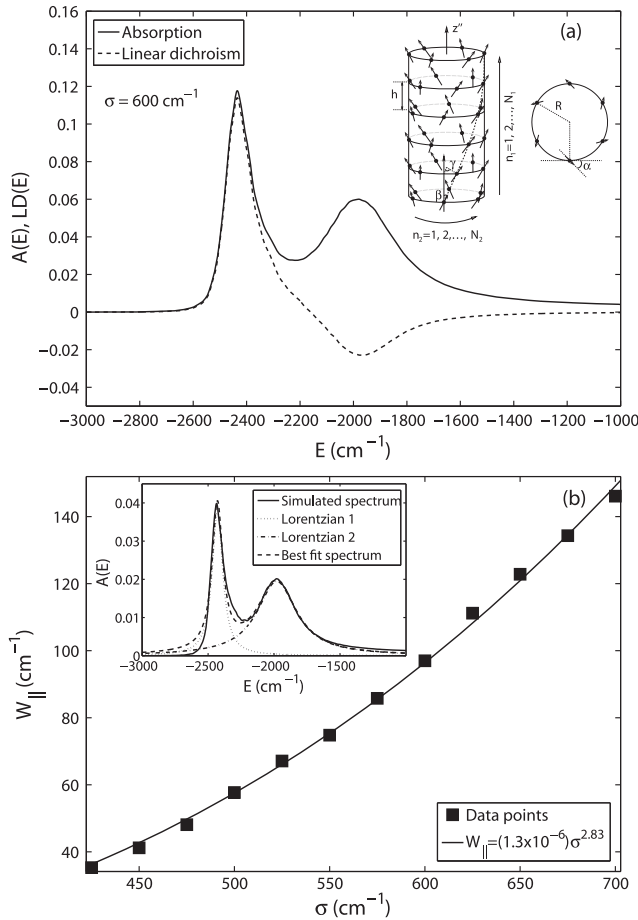 0.16
0.14
0.12
0.1
0.08
0.06
0.04
0.02
0
−0.02
−0.04
A(E), LD(E)
Absorption
Linear dichroism
σ = 600 cm⁻¹
(a)
z''
h
γ
β
n₁=1, 2,..., N₁
n₂=1, 2,..., N₂
R
α
−3000 −2800 −2600 −2400 −2200 −2000 −1800 −1600 −1400 −1200 −1000
E (cm⁻¹)
140
120
100
80
60
40
W|| (cm⁻¹)
(b)
0.04
0.03
0.02
0.01
0
A(E)
Simulated spectrum
Lorentzian 1
Lorentzian 2
Best fit spectrum
−3000 −2500 −2000 −1500
E (cm⁻¹)
Data points
W||=(1.3x10⁻⁶)σ²·⁸³
450 500 550 600 650 700
σ (cm⁻¹)